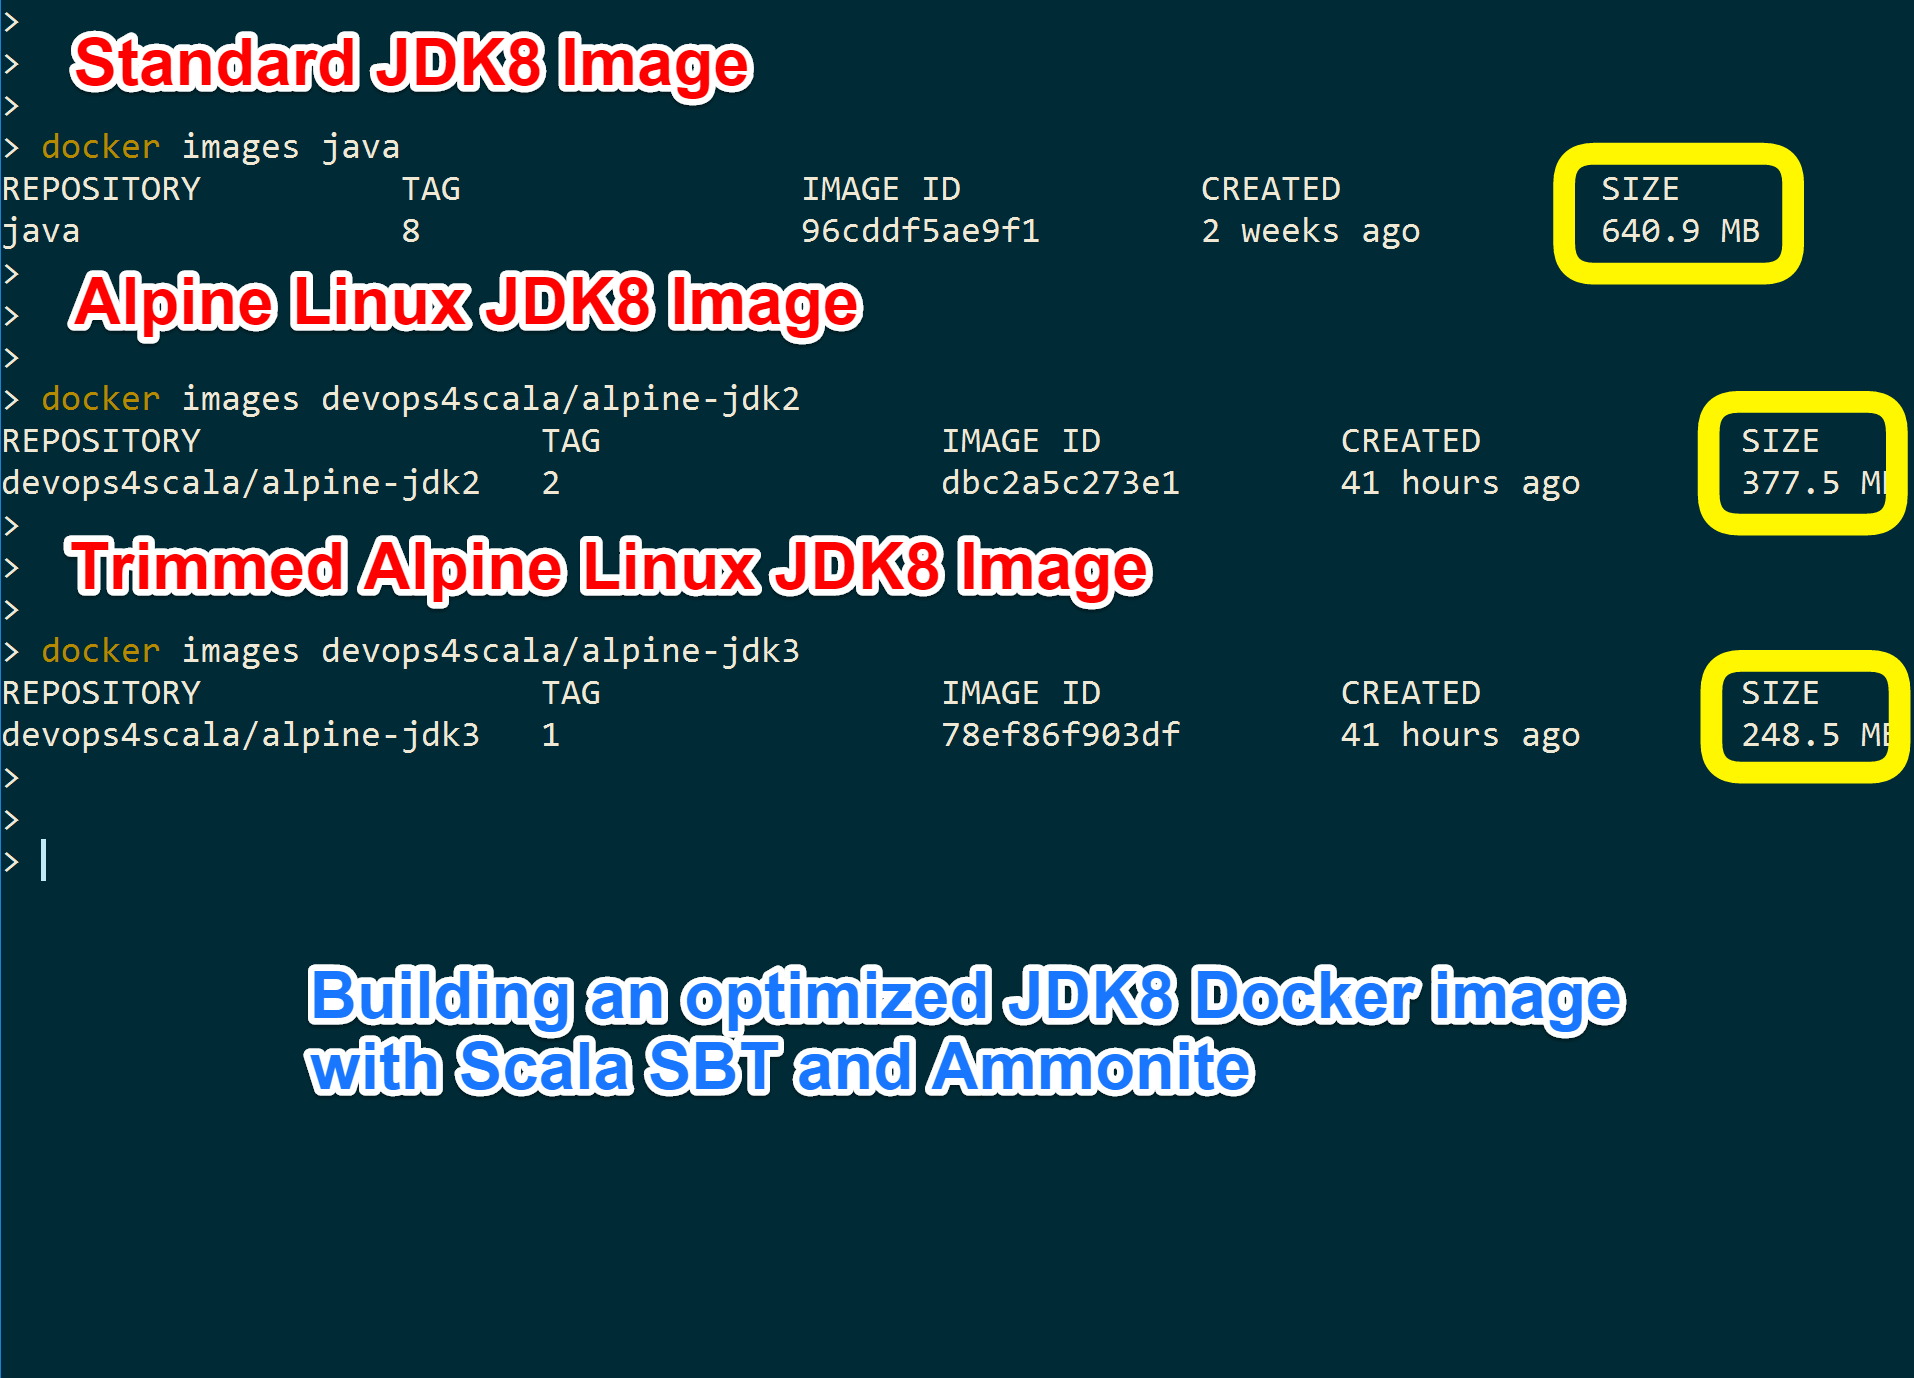 >
> Standard JDK8 Image
>
> docker images java
REPOSITORY TAG IMAGE ID CREATED SIZE
java 8 96cddf5ae9f1 2 weeks ago 640.9 MB
>
> Alpine Linux JDK8 Image
>
> docker images devops4scala/alpine-jdk2
REPOSITORY TAG IMAGE ID CREATED SIZE
devops4scala/alpine-jdk2 2 dbc2a5c273e1 41 hours ago 377.5 M
>
> Trimmed Alpine Linux JDK8 Image
>
> docker images devops4scala/alpine-jdk3
REPOSITORY TAG IMAGE ID CREATED SIZE
devops4scala/alpine-jdk3 1 78ef86f903df 41 hours ago 248.5 MB
>
>
>
Building an optimized JDK8 Docker image
with Scala SBT and Ammonite